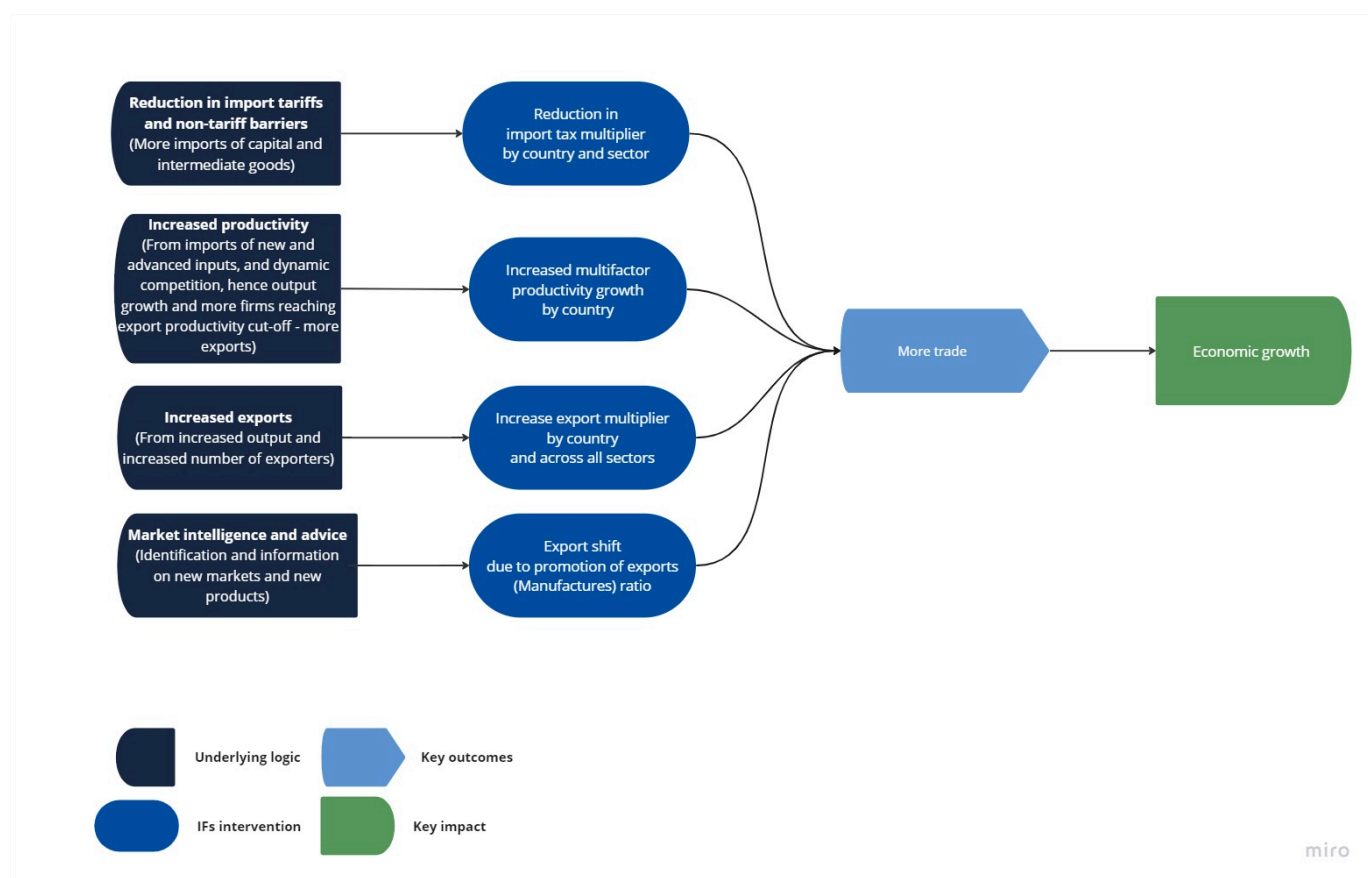 Reduction in import tariffs
and non-tariff barriers
(More imports of capital and
intermediate goods)
Reduction in
import tax multiplier
by country and sector
Increased productivity
(From imports of new and
advanced inputs, and dynamic
competition, hence output
growth and more firms reaching
export productivity cut-off - more
exports)
Increased multifactor
productivity growth
by country
More trade
Economic growth
Increased exports
(From increased output and
increased number of exporters)
Increase export multiplier
by country
and across all sectors
Market intelligence and advice
(Identification and information
on new markets and new
products)
Export shift
due to promotion of exports
(Manufactures) ratio
Underlying logic
Key outcomes
IFs intervention
Key impact
miro